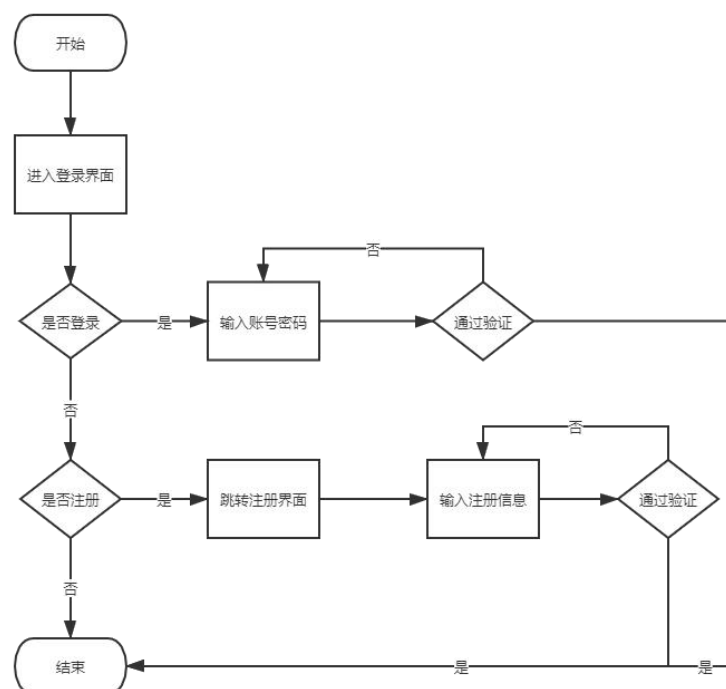 开始
进入登录界面
否
是否登录
是
输入账号密码
通过验证
否
否
是否注册
是
跳转注册界面
输入注册信息
通过验证
否
结束
是
是